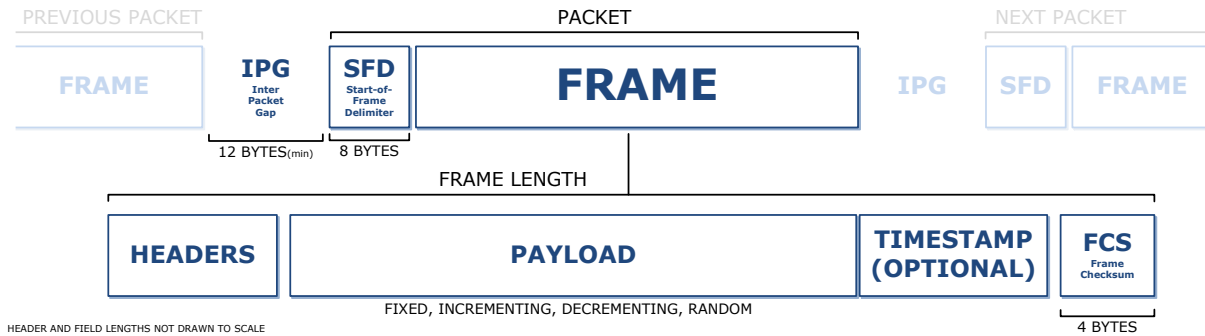 PREVIOUS PACKET
PACKET
NEXT PACKET
FRAME
IPG
Inter
Packet
Gap
SFD
Start-of-
Frame
Delimiter
FRAME
IPG
SFD
FRAME
12 BYTES(min)
8 BYTES
FRAME LENGTH
HEADERS
PAYLOAD
TIMESTAMP
(OPTIONAL)
FCS
Frame
Checksum
FIXED, INCREMENTING, DECREMENTING, RANDOM
4 BYTES
HEADER AND FIELD LENGTHS NOT DRAWN TO SCALE